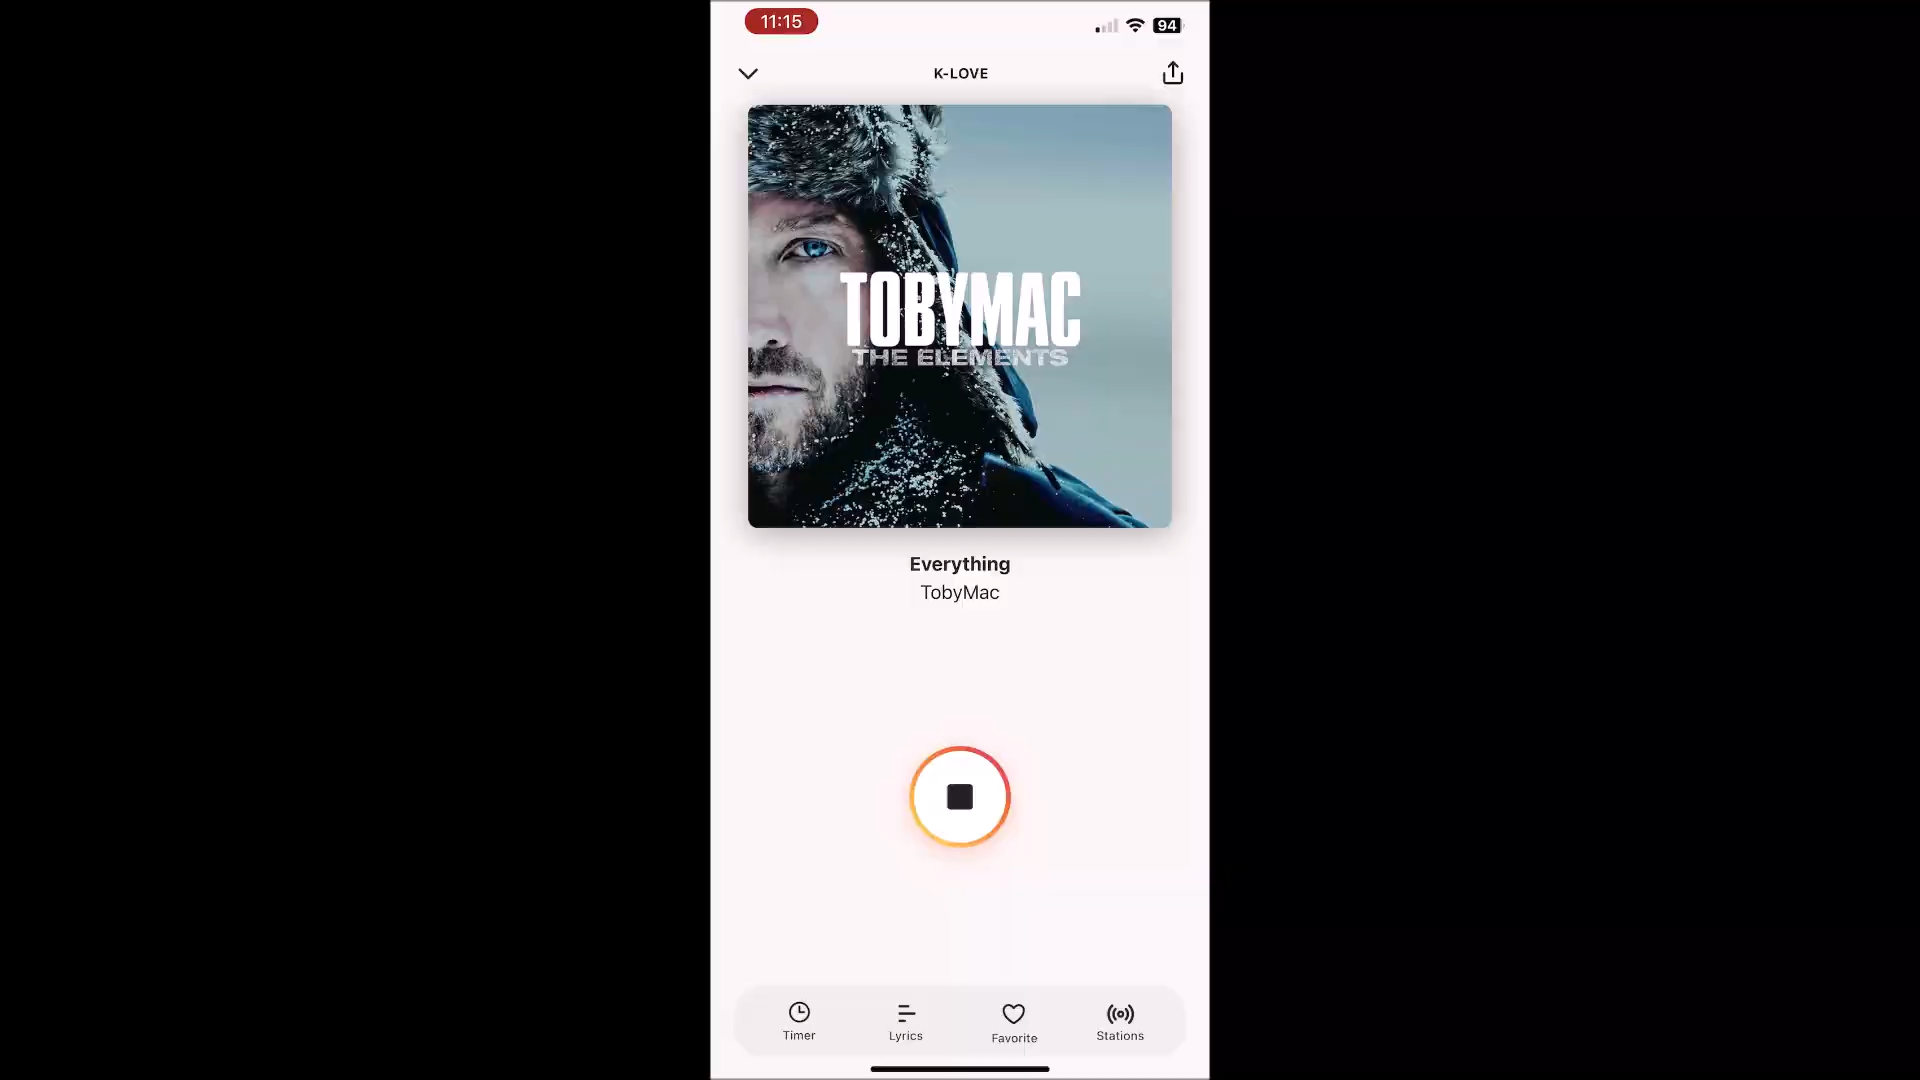 11:15
94
K-LOVE
TOBYMAC
THE ELEMENTS
Everything
TobyMac
Timer
Lyrics
Favorite
Stations